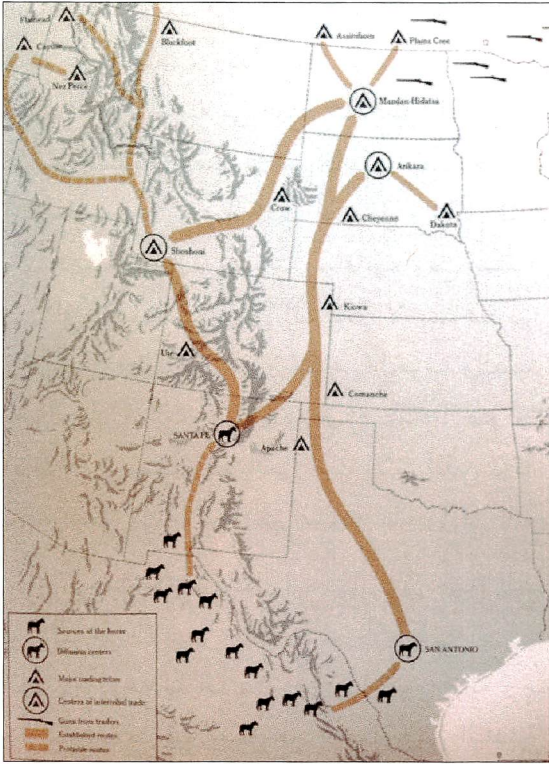 Flathead
Cayuse
Nez Perce
Blackfoot
Assiniboin
Plains Cree
Mandan-Hidatsa
Arikara
Crow
Cheyenne
Dakota
Shoshoni
Kiowa
Ute
Comanche
SANTA FE
Apache
SAN ANTONIO
Sources of the horse
Diffusion centers
Major trading tribes
Centers of intertribal trade
Guns from traders
Established routes
Probable routes